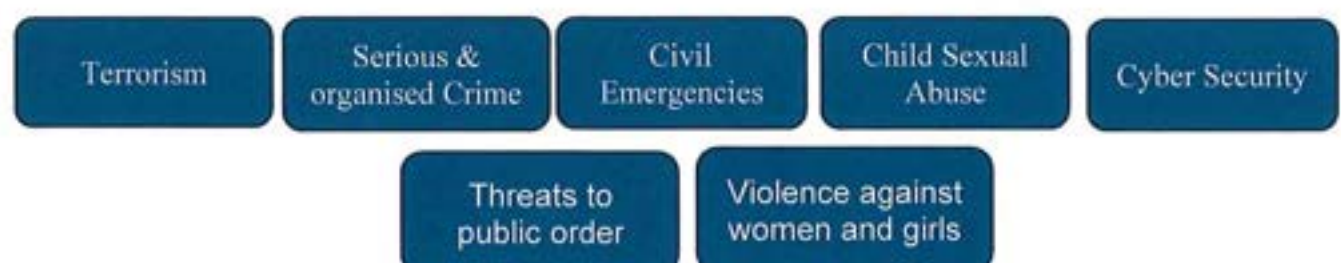 Terrorism
Serious &
organised Crime
Civil
Emergencies
Child Sexual
Abuse
Cyber Security
Threats to
public order
Violence against
women and girls